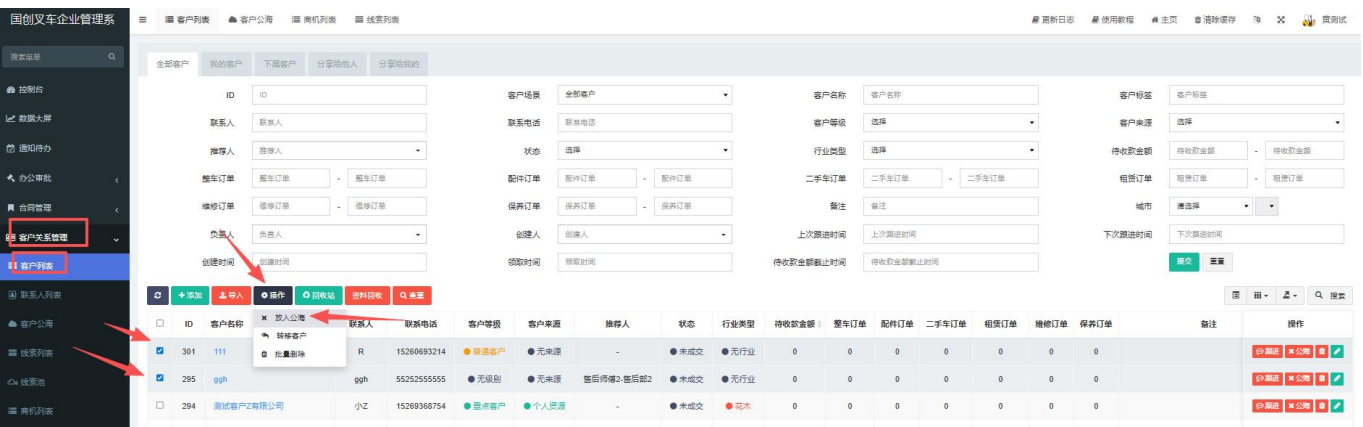 国创叉车企业管理系
客户列表 客户公海 商机列表 线索列表 更新日志 使用教程 主页 清除缓存 黄测试
搜索菜单
全部客户 我的客户 下属客户 分享给他人 分享给我的
控制台
ID ID 客户场景 全部客户 客户名称 客户名称 客户标签 客户标签
数据大屏
联系人 联系人 联系电话 联系电话 客户等级 选择 客户来源 选择
通知待办
推荐人 推荐人 状态 选择 行业类型 选择 待收款金额 待收款金额 - 待收款金额
办公审批
整车订单 整车订单 - 整车订单 配件订单 配件订单 - 配件订单 二手车订单 二手车订单 - 二手车订单 租赁订单 租赁订单 - 租赁订单
合同管理
维修订单 维修订单 - 维修订单 保养订单 保养订单 - 保养订单 备注 备注 城市 请选择
客户关系管理
负责人 负责人 创建人 创建人 上次跟进时间 上次跟进时间 下次跟进时间 下次跟进时间
客户列表
创建时间 创建时间 领取时间 领取时间 待收款金额截止时间 待收款金额截止时间 提交 重置
联系人列表
+添加 导入 操作 回收站 资料回收 查重 搜索
客户公海
放入公海
转移客户
批量删除
ID 客户名称 联系人 联系电话 客户等级 客户来源 推荐人 状态 行业类型 待收款金额 整车订单 配件订单 二手车订单 租赁订单 维修订单 保养订单 备注 操作
线索列表
301 111 R 15260693214 普通客户 无来源 - 未成交 无行业 0 0 0 0 0 0 0 跟进 公海
线索池
295 ggh ggh 55252555555 无级别 无来源 售后师傅2-售后部2 未成交 无行业 0 0 0 0 0 0 0 跟进 公海
商机列表
294 测试客户Z有限公司 小Z 15269368754 重点客户 个人资源 - 未成交 花木 0 0 0 0 0 0 0 跟进 公海